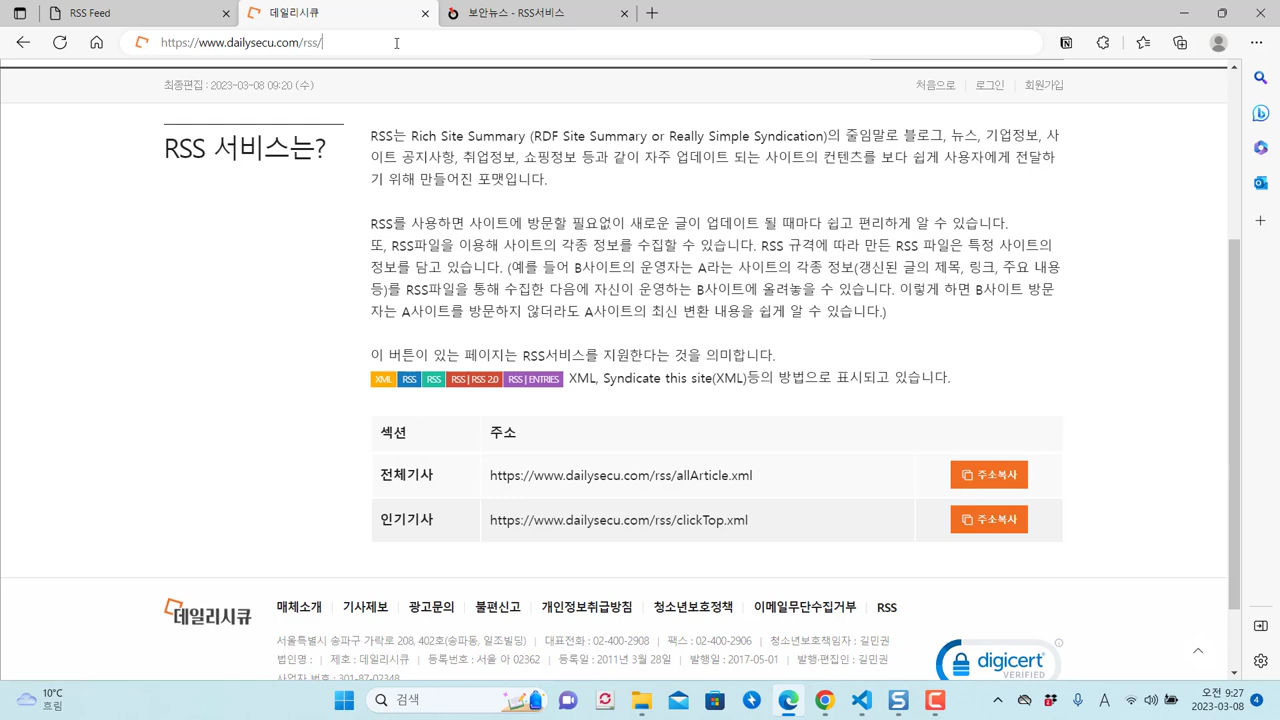 RSS Feed
데일리시큐
보안뉴스 - RSS서비스
https://www.dailysecu.com/rss/
최종편집 : 2023-03-08 09:20 (수)
처음으로
로그인
회원가입
RSS 서비스는?
RSS는 Rich Site Summary (RDF Site Summary or Really Simple Syndication)의 줄임말로 블로그, 뉴스, 기업정보, 사
이트 공지사항, 취업정보, 쇼핑정보 등과 같이 자주 업데이트 되는 사이트의 컨텐츠를 보다 쉽게 사용자에게 전달하
기 위해 만들어진 포맷입니다.
RSS를 사용하면 사이트에 방문할 필요없이 새로운 글이 업데이트 될 때마다 쉽고 편리하게 알 수 있습니다.
또, RSS파일을 이용해 사이트의 각종 정보를 수집할 수 있습니다. RSS 규격에 따라 만든 RSS 파일은 특정 사이트의
정보를 담고 있습니다. (예를 들어 B사이트의 운영자는 A라는 사이트의 각종 정보(갱신된 글의 제목, 링크, 주요 내용
등)를 RSS파일을 통해 수집한 다음에 자신이 운영하는 B사이트에 올려놓을 수 있습니다. 이렇게 하면 B사이트 방문
자는 A사이트를 방문하지 않더라도 A사이트의 최신 변환 내용을 쉽게 알 수 있습니다.)
이 버튼이 있는 페이지는 RSS서비스를 지원한다는 것을 의미합니다.
XML RSS RSS RSS | RSS 2.0 RSS | ENTRIES XML, Syndicate this site(XML)등의 방법으로 표시되고 있습니다.
섹션 주소
전체기사 https://www.dailysecu.com/rss/allArticle.xml 주소복사
인기기사 https://www.dailysecu.com/rss/clickTop.xml 주소복사
데일리시큐
매체소개 기사제보 광고문의 불편신고 개인정보취급방침 청소년보호정책 이메일무단수집거부 RSS
서울특별시 송파구 가락로 208, 402호(송파동, 일조빌딩) | 대표전화 : 02-400-2908 | 팩스 : 02-400-2906 | 청소년보호책임자 : 길민권
법인명 : | 제호 : 데일리시큐 | 등록번호 : 서울 아 02362 | 등록일 : 2011년 3월 28일 | 발행일 : 2017-05-01 | 발행·편집인 : 길민권
사업자 번호 : 301-87-02348
digicert
VERIFIED
10°C
흐림
검색
A
오전 9:27
2023-03-08
4